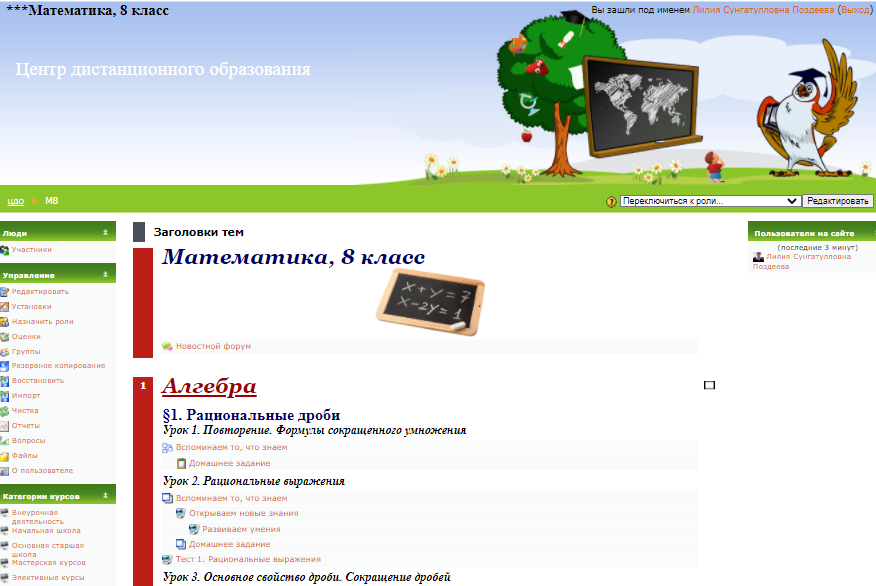 ***Математика, 8 класс
Вы зашли под именем Лилия Сунгатулловна Поздеева (Выход)
Центр дистанционного образования
цдо ► М8
Переключиться к роли...
Редактировать
Люди
Участники
Управление
Редактировать
Установки
Назначить роли
Оценки
Группы
Резервное копирование
Восстановить
Импорт
Чистка
Отчеты
Вопросы
Файлы
О пользователе
Категории курсов
Внеурочная
деятельность
Начальная школа
Основная старшая
школа
Мастерская курсов
Элективные курсы
Заголовки тем
Математика, 8 класс
x+y=7
x-2y=1
Новостной форум
1
Алгебра
§1. Рациональные дроби
Урок 1. Повторение. Формулы сокращенного умножения
Вспоминаем то, что знаем
Домашнее задание
Урок 2. Рациональные выражения
Вспоминаем то, что знаем
Открываем новые знания
Развиваем умения
Домашнее задание
Тест 1. Рациональные выражения
Урок 3. Основное свойство дроби. Сокращение дробей
Пользователи на сайте
(последние 3 минут)
Лилия Сунгатулловна
Поздеева